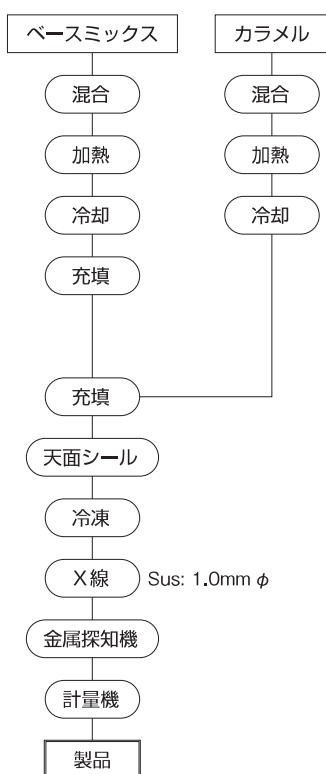 ベースミックス
混合
加熱
冷却
充填
カラメル
混合
加熱
冷却
充填
天面シール
冷凍
X線 Sus: 1.0mm φ
金属探知機
計量機
製品